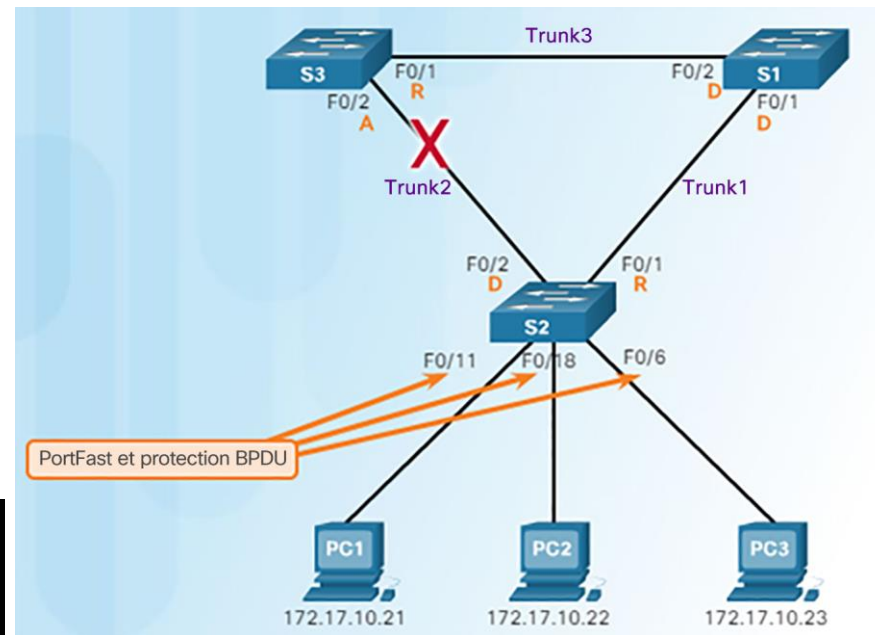 Trunk3
S3
F0/1
R
F0/2
D
S1
F0/2
A
F0/1
D
Trunk2
Trunk1
F0/2
D
F0/1
R
S2
F0/11
F0/18
F0/6
PortFast et protection BPDU
PC1
PC2
PC3
172.17.10.21
172.17.10.22
172.17.10.23